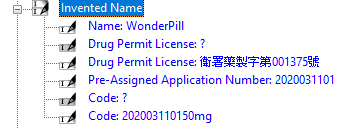 Invented Name
Name: WonderPill
Drug Permit License: ?
Drug Permit License: 衛署藥製字第001375號
Pre-Assigned Application Number: 2020031101
Code: ?
Code: 202003110150mg